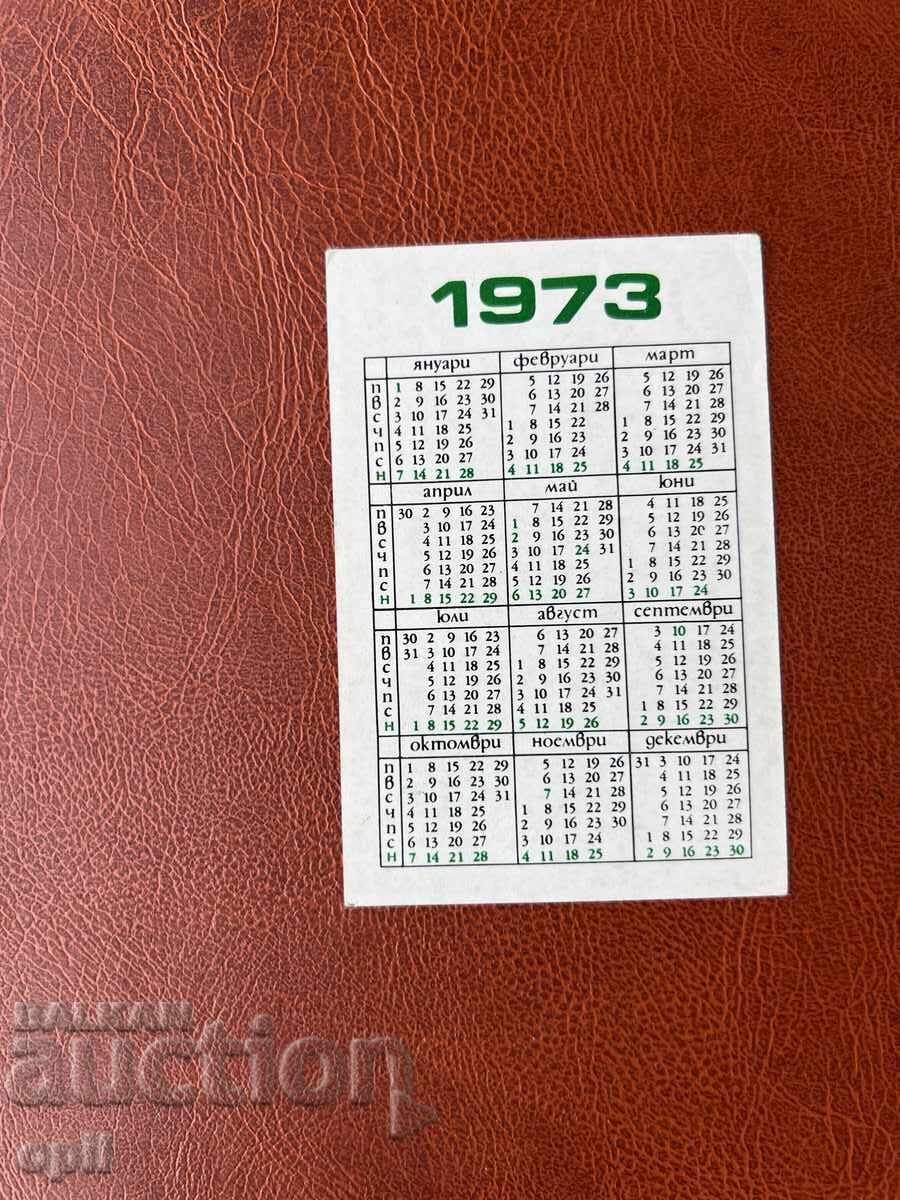 1973
януари февруари март
п 1 8 15 22 29 5 12 19 26 5 12 19 26
в 2 9 16 23 30 6 13 20 27 6 13 20 27
с 3 10 17 24 31 7 14 21 28 7 14 21 28
ч 4 11 18 25 1 8 15 22 1 8 15 22 29
п 5 12 19 26 2 9 16 23 2 9 16 23 30
с 6 13 20 27 3 10 17 24 3 10 17 24 31
н 7 14 21 28 4 11 18 25 4 11 18 25
април май юни
п 30 2 9 16 23 7 14 21 28 4 11 18 25
в 3 10 17 24 1 8 15 22 29 5 12 19 26
с 4 11 18 25 2 9 16 23 30 6 13 20 27
ч 5 12 19 26 3 10 17 24 31 7 14 21 28
п 6 13 20 27 4 11 18 25 1 8 15 22 29
с 7 14 21 28 5 12 19 26 2 9 16 23 30
н 1 8 15 22 29 6 13 20 27 3 10 17 24
юли август септември
п 30 2 9 16 23 6 13 20 27 3 10 17 24
в 31 3 10 17 24 7 14 21 28 4 11 18 25
с 4 11 18 25 1 8 15 22 29 5 12 19 26
ч 5 12 19 26 2 9 16 23 30 6 13 20 27
п 6 13 20 27 3 10 17 24 31 7 14 21 28
с 7 14 21 28 4 11 18 25 1 8 15 22 29
н 1 8 15 22 29 5 12 19 26 2 9 16 23 30
октомври ноември декември
п 1 8 15 22 29 5 12 19 26 31 3 10 17 24
в 2 9 16 23 30 6 13 20 27 4 11 18 25
с 3 10 17 24 31 7 14 21 28 5 12 19 26
ч 4 11 18 25 1 8 15 22 29 6 13 20 27
п 5 12 19 26 2 9 16 23 30 7 14 21 28
с 6 13 20 27 3 10 17 24 1 8 15 22 29
н 7 14 21 28 4 11 18 25 2 9 16 23 30
BALKAN
auction
opil